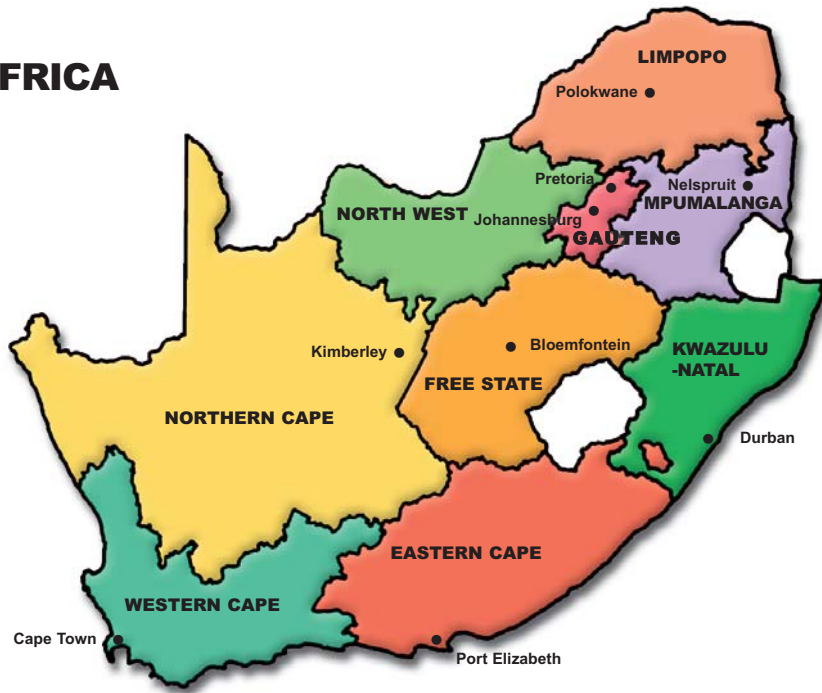 FRICA
LIMPOPO
Polokwane
Pretoria
Nelspruit
MPUMALANGA
NORTH WEST
Johannesburg
GAUTENG
Kimberley
Bloemfontein
KWAZULU
-NATAL
FREE STATE
NORTHERN CAPE
Durban
EASTERN CAPE
WESTERN CAPE
Cape Town
Port Elizabeth